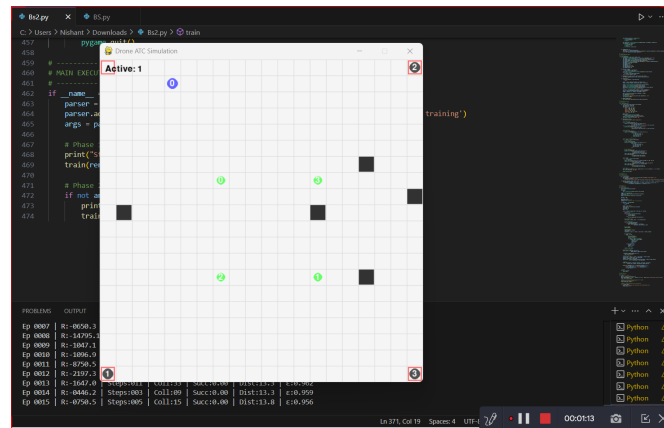 Bs2.py
BS.py
C: > Users > Nishant > Downloads > Bs2.py > train
457 pygame.quit()
458
459 # ----------
460 # MAIN EXECU
461 # ----------
462 if __name__ =
463 parser =
464 parser.a
training')
465 args = pa
466
467 # Phase
468 print("S
469 train(re
470
471 # Phase
472 if not a
473 prin
474 trai
Drone ATC Simulation
Active: 1
2
0
0
3
2
1
1
3
PROBLEMS OUTPUT
Ep 0007 | R:-0650.3
Ep 0008 | R:-14795.1
Ep 0009 | R:-1047.1
Ep 0010 | R:-1096.9
Ep 0011 | R:-8750.5
Ep 0012 | R:-2197.3
Ep 0013 | R:-1647.0 | Steps:011 | Coll:33 | Succ:0.00 | Dist:13.3 | ε:0.962
Ep 0014 | R:-0446.2 | Steps:003 | Coll:09 | Succ:0.00 | Dist:13.4 | ε:0.959
Ep 0015 | R:-0750.5 | Steps:005 | Coll:15 | Succ:0.00 | Dist:13.8 | ε:0.956
Python
Python
Python
Python
Python
Python
Python
Ln 371, Col 19 Spaces: 4 UTF-
00:01:13